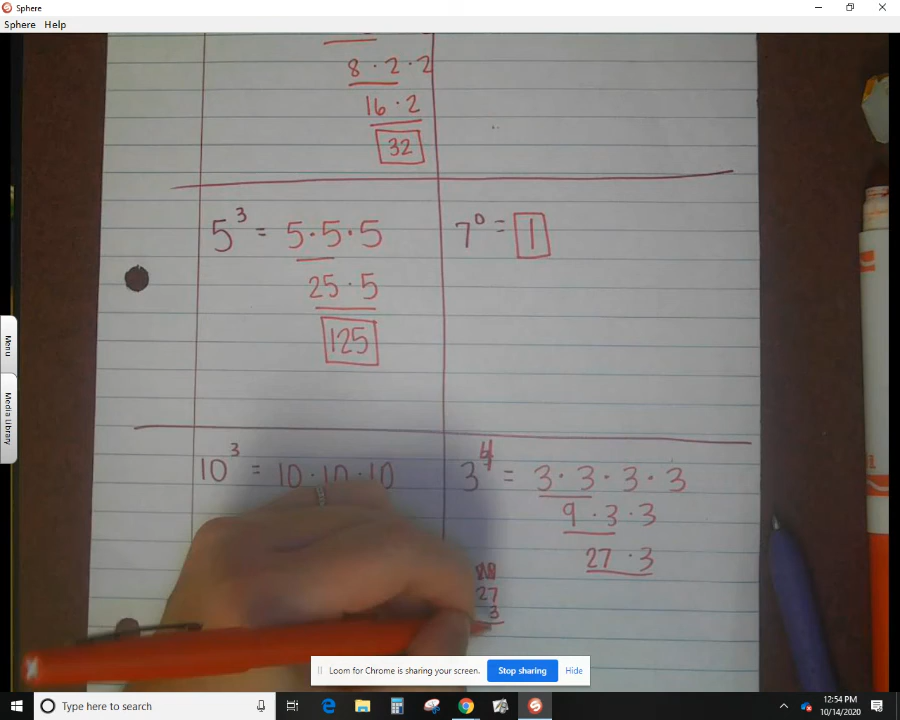 Sphere
Sphere Help
8 · 2 · 2
16 · 2
32
5³ = 5 · 5 · 5
25 · 5
125
7⁰ = 1
10³ = 10 · 10 · 10
3⁴ = 3 · 3 · 3 · 3
9 · 3 · 3
27 · 3
27
3
Menu
Media Library
Loom for Chrome is sharing your screen. Stop sharing Hide
Type here to search
12:54 PM
10/14/2020